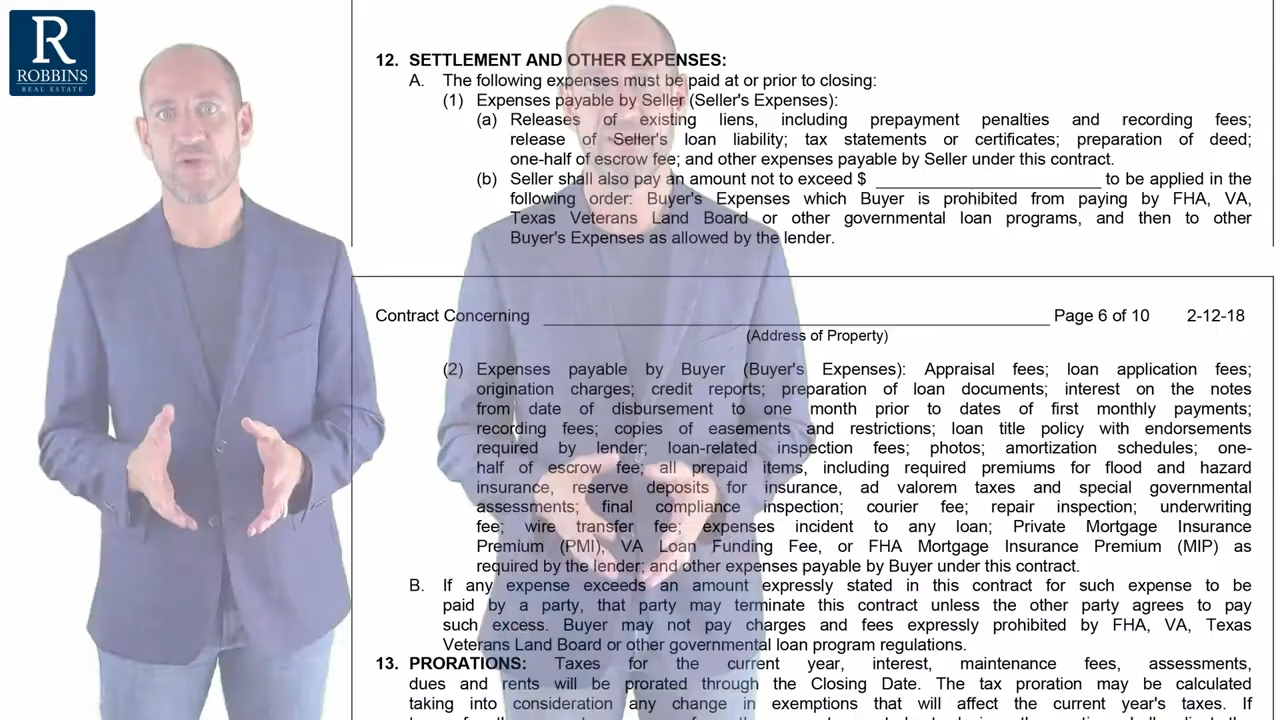 R
ROBBINS
REAL ESTATE
12. SETTLEMENT AND OTHER EXPENSES:
A. The following expenses must be paid at or prior to closing:
(1) Expenses payable by Seller (Seller's Expenses):
(a) Releases of existing liens, including prepayment penalties and recording fees;
release of Seller's loan liability; tax statements or certificates; preparation of deed;
one-half of escrow fee; and other expenses payable by Seller under this contract.
(b) Seller shall also pay an amount not to exceed $ ______________________ to be applied in the
following order: Buyer's Expenses which Buyer is prohibited from paying by FHA, VA,
Texas Veterans Land Board or other governmental loan programs, and then to other
Buyer's Expenses as allowed by the lender.
Contract Concerning ______________________ Page 6 of 10 2-12-18
(Address of Property)
(2) Expenses payable by Buyer (Buyer's Expenses): Appraisal fees; loan application fees;
origination charges; credit reports; preparation of loan documents; interest on the notes
from date of disbursement to one month prior to dates of first monthly payments;
recording fees; copies of easements and restrictions; loan title policy with endorsements
required by lender; loan-related inspection fees; photos; amortization schedules; one-
half of escrow fee; all prepaid items, including required premiums for flood and hazard
insurance, reserve deposits for insurance, ad valorem taxes and special governmental
assessments; final compliance inspection; courier fee; repair inspection; underwriting
fee; wire transfer fee; expenses incident to any loan; Private Mortgage Insurance
Premium (PMI), VA Loan Funding Fee, or FHA Mortgage Insurance Premium (MIP) as
required by the lender; and other expenses payable by Buyer under this contract.
B. If any expense exceeds an amount expressly stated in this contract for such expense to be
paid by a party, that party may terminate this contract unless the other party agrees to pay
such excess. Buyer may not pay charges and fees expressly prohibited by FHA, VA, Texas
Veterans Land Board or other governmental loan program regulations.
13. PRORATIONS: Taxes for the current year, interest, maintenance fees, assessments,
dues and rents will be prorated through the Closing Date. The tax proration may be calculated
taking into consideration any change in exemptions that will affect the current year's taxes. If